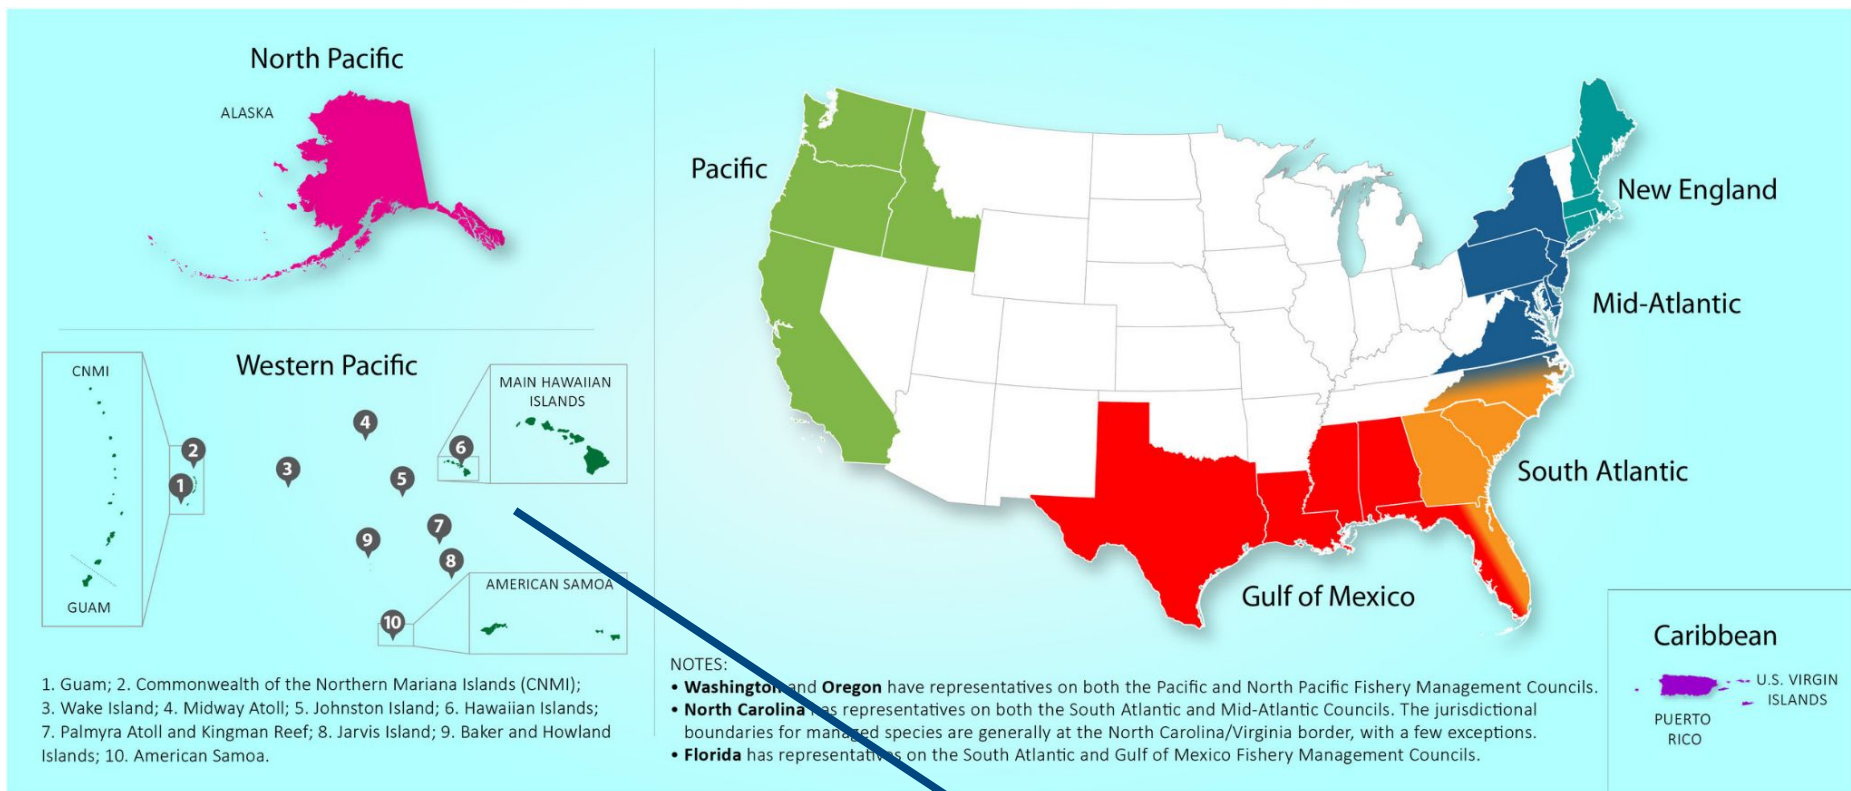 North Pacific
ALASKA
Western Pacific
CNMI
GUAM
MAIN HAWAIIAN
ISLANDS
4
2
6
3
5
1
7
9
8
AMERICAN SAMOA
10
1. Guam; 2. Commonwealth of the Northern Mariana Islands (CNMI);
3. Wake Island; 4. Midway Atoll; 5. Johnston Island; 6. Hawaiian Islands;
7. Palmyra Atoll and Kingman Reef; 8. Jarvis Island; 9. Baker and Howland
Islands; 10. American Samoa.
Pacific
New England
Mid-Atlantic
South Atlantic
Gulf of Mexico
NOTES:
• Washington and Oregon have representatives on both the Pacific and North Pacific Fishery Management Councils.
• North Carolina has representatives on both the South Atlantic and Mid-Atlantic Councils. The jurisdictional
boundaries for managed species are generally at the North Carolina/Virginia border, with a few exceptions.
• Florida has representatives on the South Atlantic and Gulf of Mexico Fishery Management Councils.
Caribbean
U.S. VIRGIN
ISLANDS
PUERTO
RICO